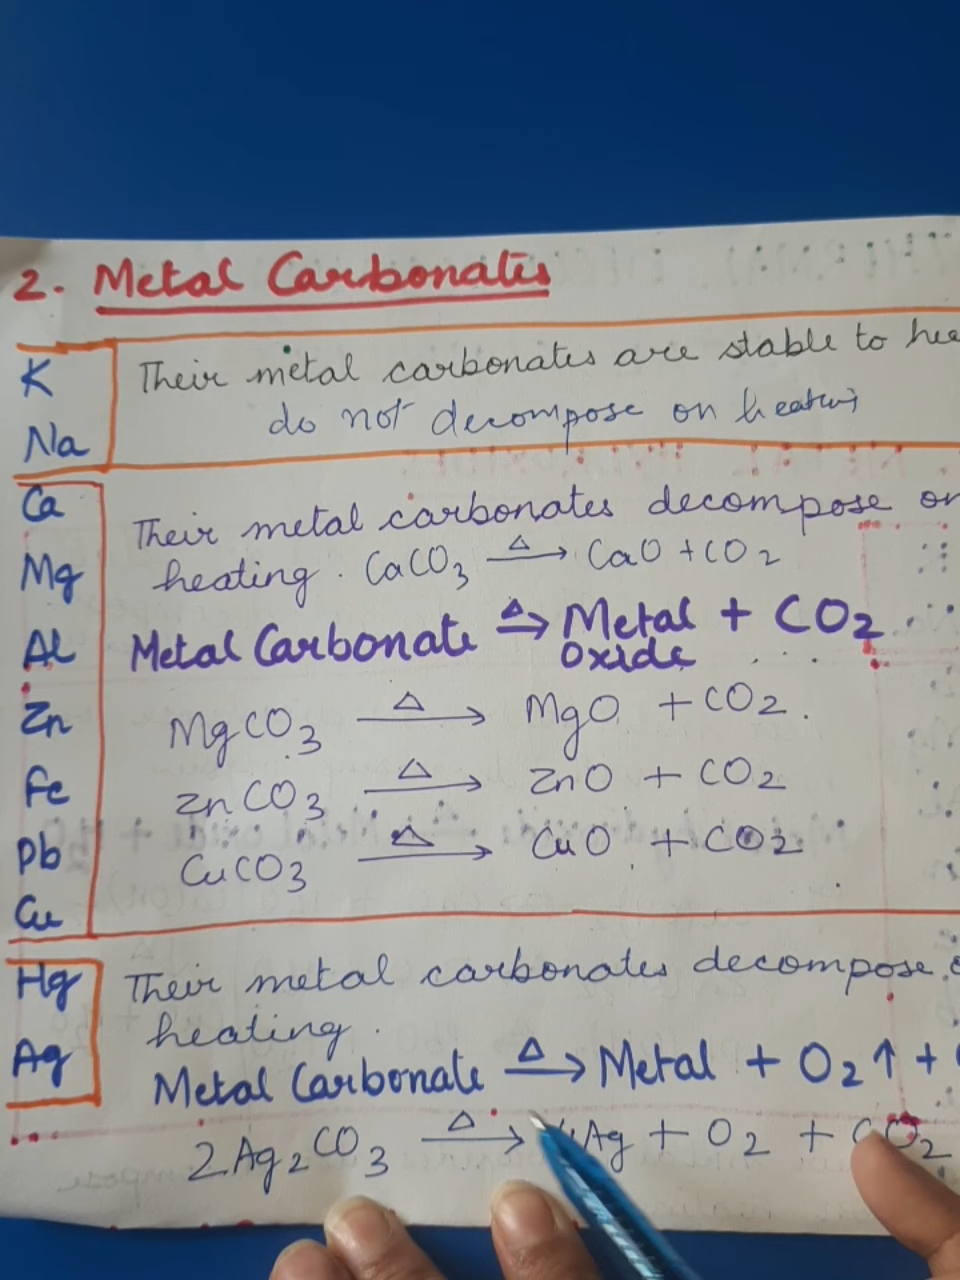 2. Metal Carbonates
K
Their metal carbonates are stable to
do not decompose on heating
Na
Ca
Their metal carbonates decompose on
Mg
heating. CaCO3 Δ→ CaO + CO2
Al
Metal Carbonate Δ→ Metal Oxide + CO2
Zn
MgCO3 Δ→ MgO + CO2.
Fe
ZnCO3 Δ→ ZnO + CO2
Pb
CuCO3 Δ→ CuO + CO2
Cu
Hg
Their metal carbonates decompose
heating.
Ag
Metal Carbonate Δ→ Metal + O2↑ +
2Ag2CO3 Δ→ 4Ag + O2 + CO2